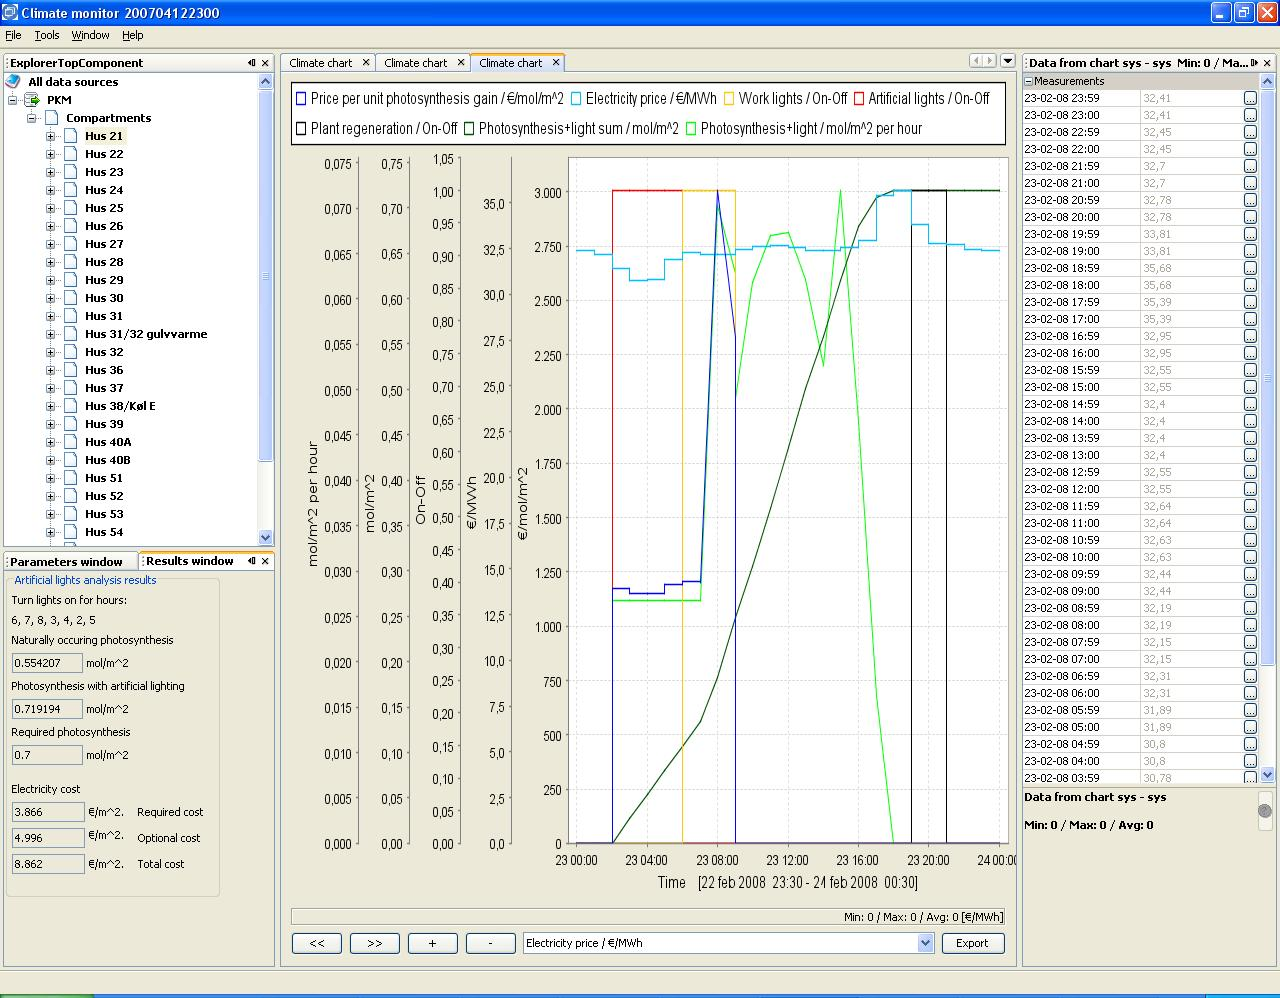 Climate monitor 200704122300
File Tools Window Help
ExplorerTopComponent
All data sources
PKM
Compartments
Hus 21
Hus 22
Hus 23
Hus 24
Hus 25
Hus 26
Hus 27
Hus 28
Hus 29
Hus 30
Hus 31
Hus 31/32 gulvvarme
Hus 32
Hus 36
Hus 37
Hus 38/Køl E
Hus 39
Hus 40A
Hus 40B
Hus 51
Hus 52
Hus 53
Hus 54
Parameters window Results window
Artificial lights analysis results
Turn lights on for hours:
6, 7, 8, 3, 4, 2, 5
Naturally occuring photosynthesis
0.554207 mol/m^2
Photosynthesis with artificial lighting
0.719194 mol/m^2
Required photosynthesis
0.7 mol/m^2
Electricity cost
3.866 €/m^2. Required cost
4.996 €/m^2. Optional cost
8.862 €/m^2. Total cost
Climate chart Climate chart Climate chart
Price per unit photosynthesis gain / €/mol/m^2 Electricity price / €/MWh Work lights / On-Off Artificial lights / On-Off
Plant regeneration / On-Off Photosynthesis+light sum / mol/m^2 Photosynthesis+light / mol/m^2 per hour
mol/m^2 per hour
0,075
0,070
0,065
0,060
0,055
0,050
0,045
0,040
0,035
0,030
0,025
0,020
0,015
0,010
0,005
0,000
mol/m^2
0,75
0,70
0,65
0,60
0,55
0,50
0,45
0,40
0,35
0,30
0,25
0,20
0,15
0,10
0,05
0,00
On-Off
1,05
1,00
0,95
0,90
0,85
0,80
0,75
0,70
0,65
0,60
0,55
0,50
0,45
0,40
0,35
0,30
0,25
0,20
0,15
0,10
0,05
0,00
€/MWh
35,0
32,5
30,0
27,5
25,0
22,5
20,0
17,5
15,0
12,5
10,0
7,5
5,0
2,5
0,0
€/mol/m^2
3.000
2.750
2.500
2.250
2.000
1.750
1.500
1.250
1.000
750
500
250
0
23 00:00 23 04:00 23 08:00 23 12:00 23 16:00 23 20:00 24 00:00
Time [22 feb 2008 23:30 - 24 feb 2008 00:30]
Min: 0 / Max: 0 / Avg: 0 [€/MWh]
<< >> + - Electricity price / €/MWh Export
Data from chart sys - sys Min: 0 / Ma...
Measurements
23-02-08 23:59 32,41 ...
23-02-08 23:00 32,41 ...
23-02-08 22:59 32,45 ...
23-02-08 22:00 32,45 ...
23-02-08 21:59 32,7 ...
23-02-08 21:00 32,7 ...
23-02-08 20:59 32,78 ...
23-02-08 20:00 32,78 ...
23-02-08 19:59 33,81 ...
23-02-08 19:00 33,81 ...
23-02-08 18:59 35,68 ...
23-02-08 18:00 35,68 ...
23-02-08 17:59 35,39 ...
23-02-08 17:00 35,39 ...
23-02-08 16:59 32,95 ...
23-02-08 16:00 32,95 ...
23-02-08 15:59 32,55 ...
23-02-08 15:00 32,55 ...
23-02-08 14:59 32,4 ...
23-02-08 14:00 32,4 ...
23-02-08 13:59 32,4 ...
23-02-08 13:00 32,4 ...
23-02-08 12:59 32,55 ...
23-02-08 12:00 32,55 ...
23-02-08 11:59 32,64 ...
23-02-08 11:00 32,64 ...
23-02-08 10:59 32,63 ...
23-02-08 10:00 32,63 ...
23-02-08 09:59 32,44 ...
23-02-08 09:00 32,44 ...
23-02-08 08:59 32,19 ...
23-02-08 08:00 32,19 ...
23-02-08 07:59 32,15 ...
23-02-08 07:00 32,15 ...
23-02-08 06:59 32,31 ...
23-02-08 06:00 32,31 ...
23-02-08 05:59 31,89 ...
23-02-08 05:00 31,89 ...
23-02-08 04:59 30,8 ...
23-02-08 04:00 30,8 ...
23-02-08 03:59 30,78 ...
Data from chart sys - sys
Min: 0 / Max: 0 / Avg: 0